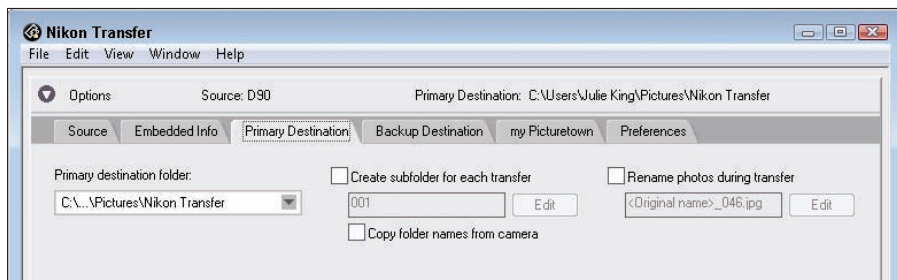 Nikon Transfer
File Edit View Window Help
Options Source: D90 Primary Destination: C:\Users\Julie King\Pictures\Nikon Transfer
Source Embedded Info Primary Destination Backup Destination my Picturetown Preferences
Primary destination folder: Create subfolder for each transfer Rename photos during transfer
C:\...\Pictures\Nikon Transfer 001 Edit <Original name>_046.jpg Edit
Copy folder names from camera